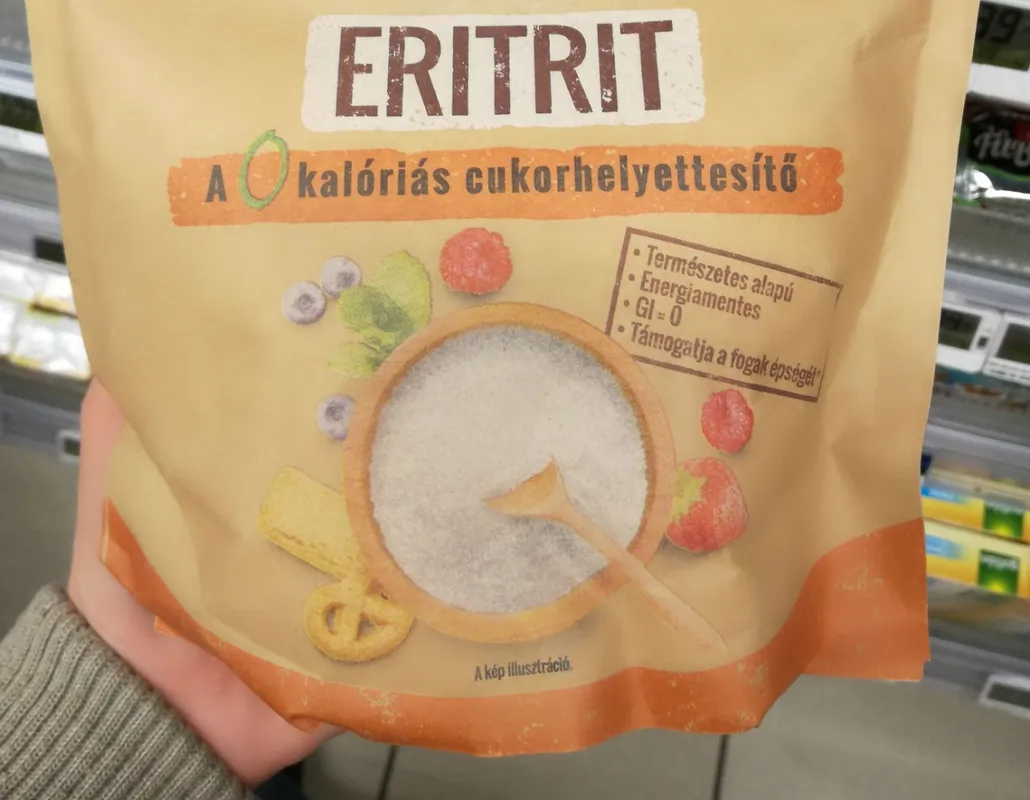 ERITRIT
A 0 kalóriás cukorhelyettesítő
• Természetes alapú
• Energiamentes
• GI = 0
• Támogatja a fogak épségét*
A kép illusztráció.